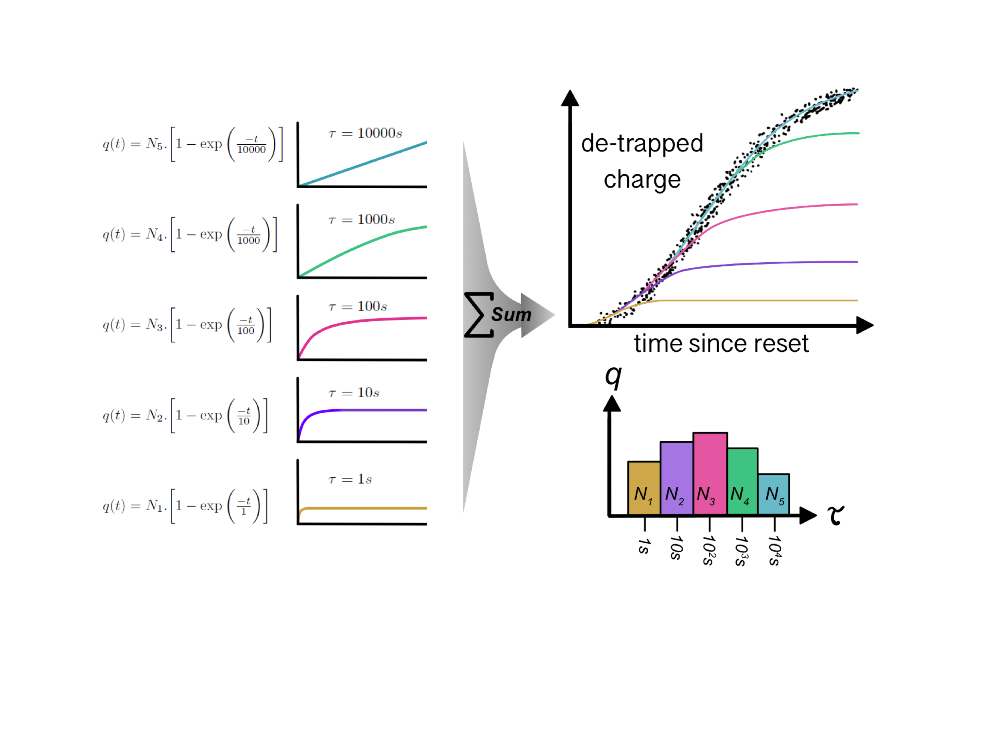 q(t) = N₅.[1 − exp(−t/10000)]
τ = 10000s
q(t) = N₄.[1 − exp(−t/1000)]
τ = 1000s
q(t) = N₃.[1 − exp(−t/100)]
τ = 100s
q(t) = N₂.[1 − exp(−t/10)]
τ = 10s
q(t) = N₁.[1 − exp(−t/1)]
τ = 1s
∑ Sum
de-trapped
charge
time since reset
q
N₁ N₂ N₃ N₄ N₅
τ
1s 10s 10²s 10³s 10⁴s